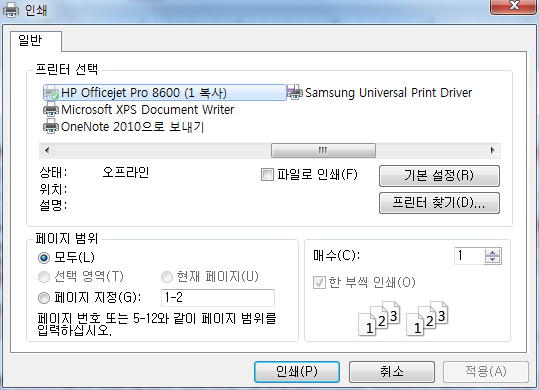 인쇄
일반
프린터 선택
HP Officejet Pro 8600 (1 복사)
Samsung Universal Print Driver
Microsoft XPS Document Writer
OneNote 2010으로 보내기
상태: 오프라인
파일로 인쇄(F)
기본 설정(R)
위치:
설명:
프린터 찾기(D)...
페이지 범위
모두(L)
선택 영역(T)
현재 페이지(U)
페이지 지정(G): 1-2
페이지 번호 또는 5-12와 같이 페이지 범위를
입력하십시오.
매수(C): 1
한 부씩 인쇄(O)
1 2 3 1 2 3
인쇄(P)
취소
적용(A)